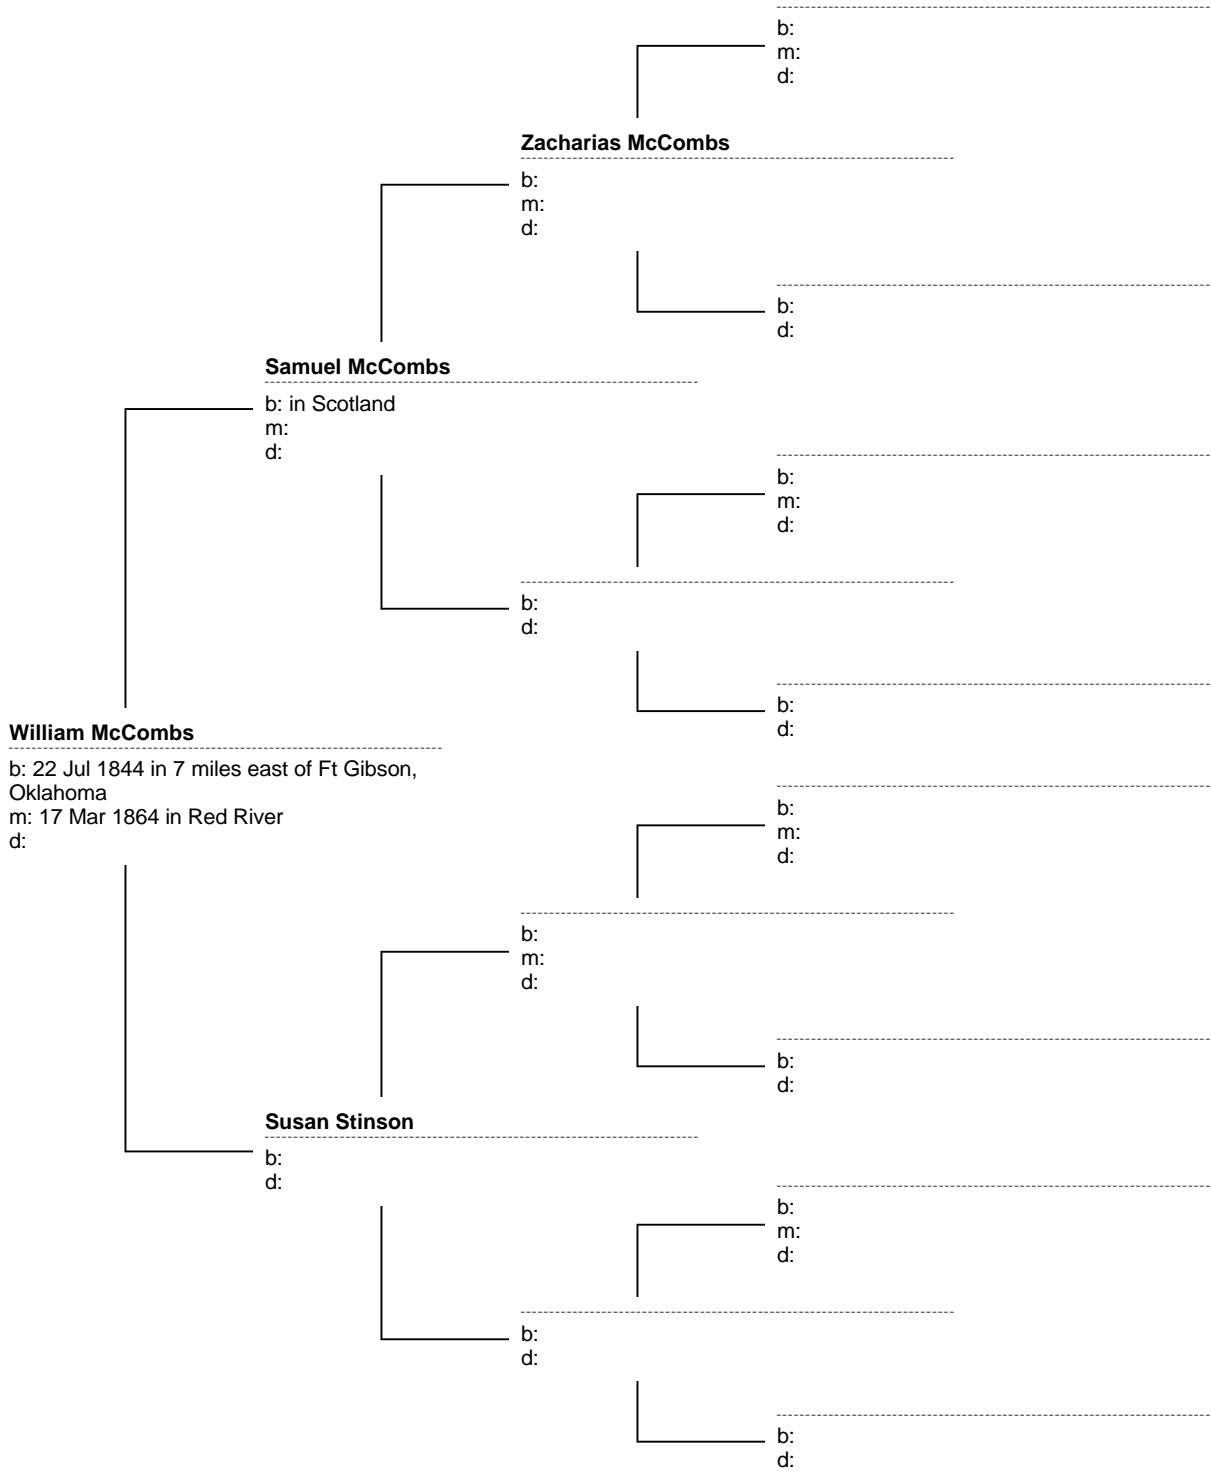 b:
m:
d:
Zacharias McCombs
b:
m:
d:
b:
d:
Samuel McCombs
b: in Scotland
m:
d:
b:
m:
d:
b:
d:
b:
d:
William McCombs
b: 22 Jul 1844 in 7 miles east of Ft Gibson,
Oklahoma
m: 17 Mar 1864 in Red River
d:
b:
m:
d:
b:
m:
d:
b:
d:
Susan Stinson
b:
d:
b:
m:
d:
b:
d:
b:
d: